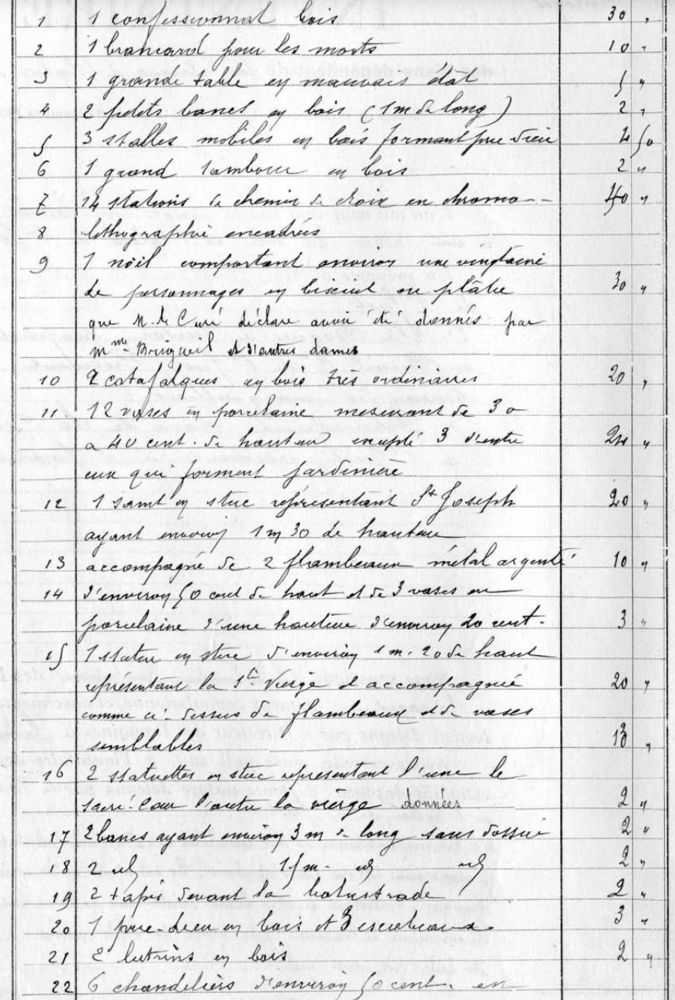 1 1 confessionnal bois 30 "
2 1 brancard pour les morts 10 "
3 1 grande table en mauvais état 5 "
4 2 petits bancs en bois (1m de long) 2 "
5 3 stalles mobiles en bois formant prie dieu 4 50
6 1 grand tambour en bois 2 "
7 14 stations de chemin de croix en chromo - 40 "
8 lithographie encadrées
9 1 nöil comportant environ une vingtaine
de personnages en biscuit ou plâtre 30 "
que M. le Curé déclare avoir été donnés par
Mme et d'autres dames
10 2 catafalques en bois très ordinaires 20 "
11 12 vases en porcelaine mesurant de 30
a 40 cent. de hauteur excepté 3 d'entre 24 "
eux qui forment jardinière
12 1 saint en stuc représentant St Joseph 20 "
ayant environ 1m30 de hauteur
13 accompagné de 2 flambeaux métal argenté 10 "
14 d'environ 50 cent de haut et de 3 vases en
porcelaine d'une hauteur d'environ 20 cent. 3 "
15 1 statue en stuc d'environ 1m.20 de haut
représentant la Ste Vierge et accompagnée 20 "
comme ci-dessus de flambeaux et de vases
semblables 13 "
16 2 statuettes en stuc représentant l'une le
sacré-Cœur l'autre la vierge données 2 "
17 2 bancs ayant environ 3m de long sans dossier 2 "
18 2 id 1 m. id id 2 "
19 2 tapis devant la balustrade 2 "
20 1 prie-Dieu en bois et 3 escabeaux 3 "
21 2 lutrins en bois 2 "
22 6 chandeliers d'environ 50 cent. en